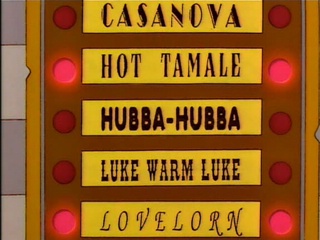 CASANOVA
HOT TAMALE
HUBBA-HUBBA
LUKE WARM LUKE
LOVELORN